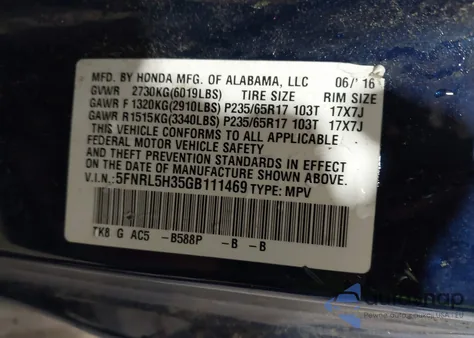 MFD. BY HONDA MFG. OF ALABAMA, LLC 06/ 16
GVWR 2730KG(6019LBS) TIRE SIZE RIM SIZE
GAWR F 1320KG(2910LBS) P235/65R17 103T 17X7J
GAWR R 1515KG(3340LBS) P235/65R17 103T 17X7J
THIS VEHICLE CONFORMS TO ALL APPLICABLE
FEDERAL MOTOR VEHICLE SAFETY
AND THEFT PREVENTION STANDARDS IN EFFECT
ON THE DATE OF MANUFACTURE SHOWN ABOVE.
V.I.N.: 5FNRL5H35GB111469 TYPE: MPV
TK8 G AC5 -B588P -B -B
autosnap